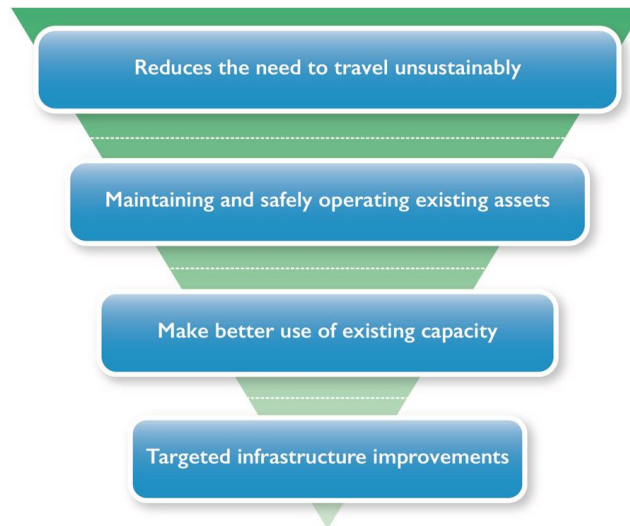 Reduces the need to travel unsustainably
Maintaining and safely operating existing assets
Make better use of existing capacity
Targeted infrastructure improvements